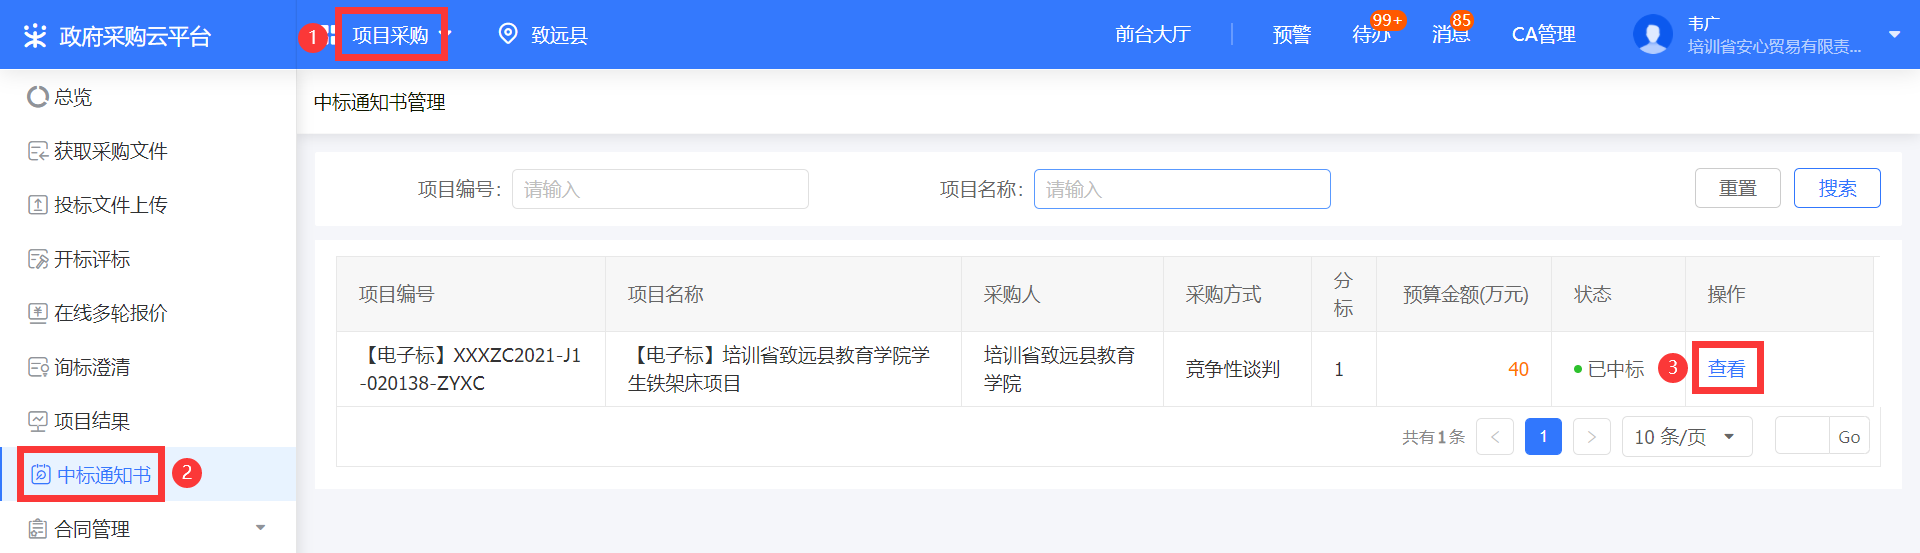 政府采购云平台
1
项目采购
致远县
前台大厅
预警
待办
99+
消息
85
CA管理
韦广
培训省安心贸易有限责...
总览
获取采购文件
投标文件上传
开标评标
在线多轮报价
询标澄清
项目结果
中标通知书
2
合同管理
中标通知书管理
项目编号：
请输入
项目名称：
请输入
重置
搜索
项目编号
项目名称
采购人
采购方式
分
标
预算金额(万元)
状态
操作
【电子标】XXXZC2021-J1
-020138-ZYXC
【电子标】培训省致远县教育学院学
生铁架床项目
培训省致远县教育
学院
竞争性谈判
1
40
已中标
3
查看
共有1条
<
1
>
10 条/页
Go